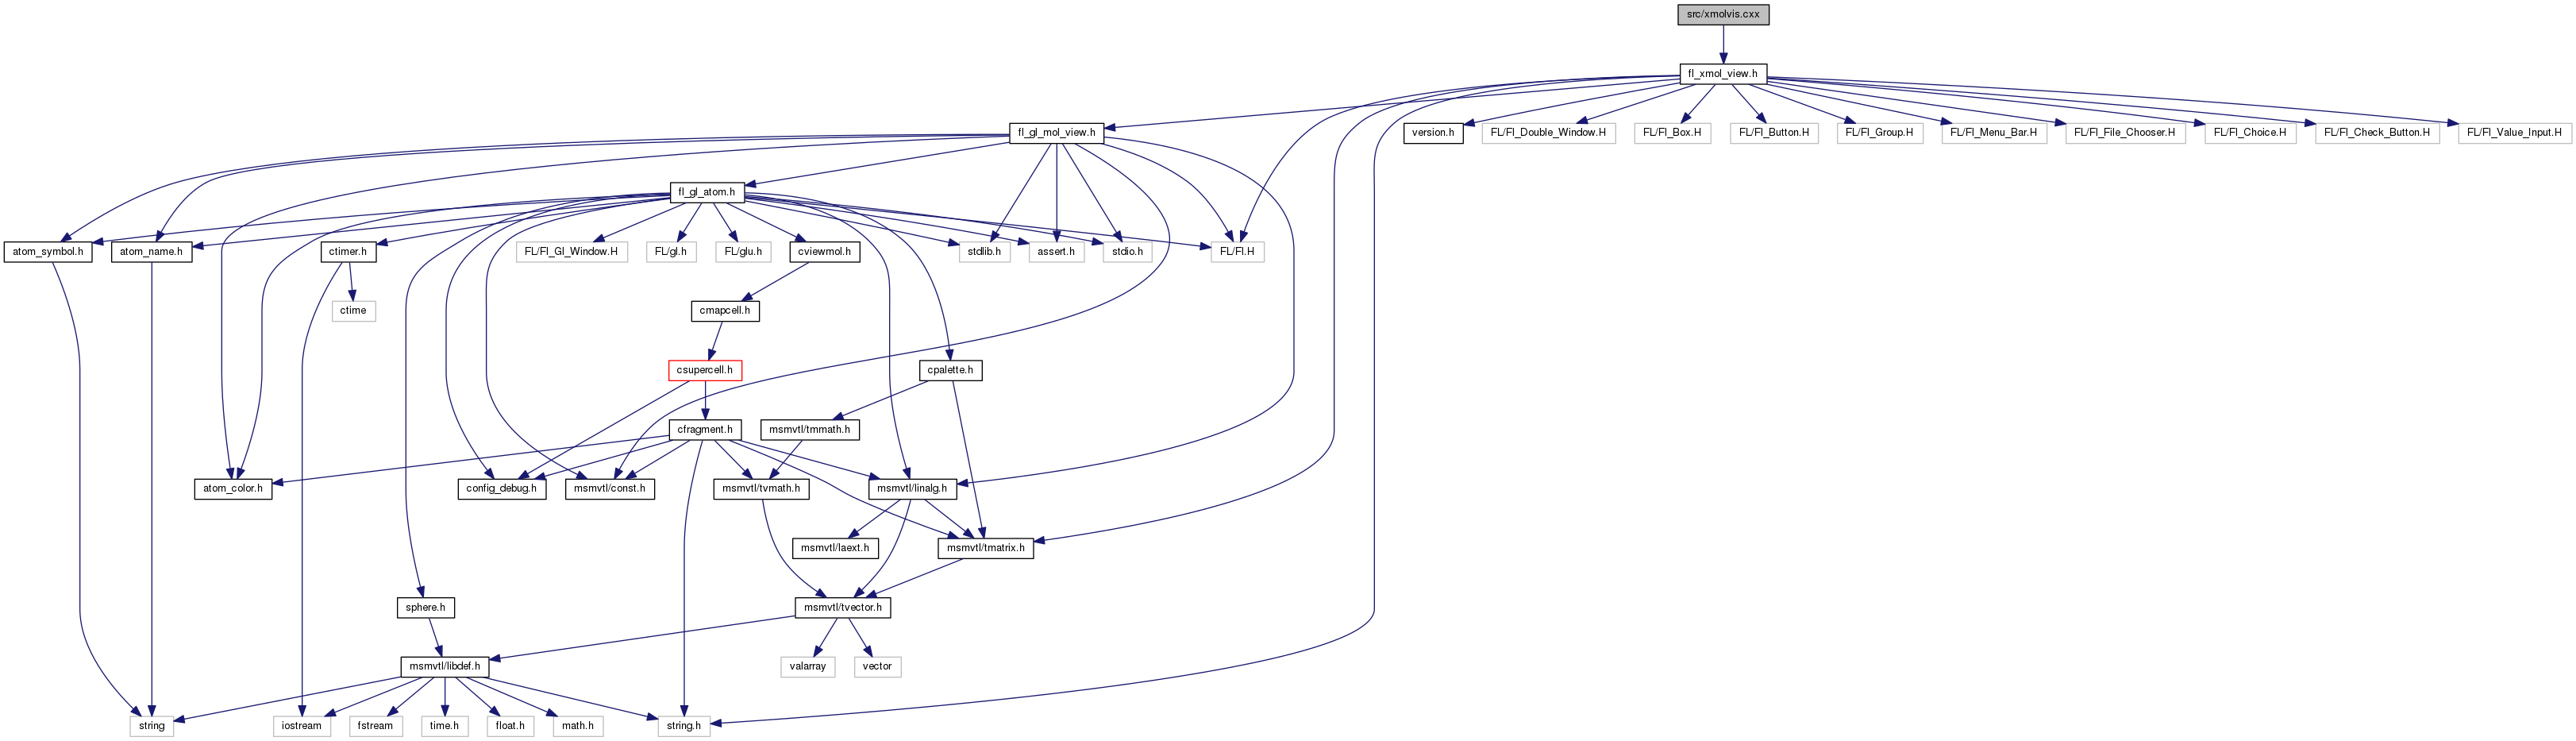 src/xmolvis.cxx
fl_xmol_view.h
fl_gl_mol_view.h
version.h
FL/Fl_Double_Window.H
FL/Fl_Box.H
FL/Fl_Button.H
FL/Fl_Group.H
FL/Fl_Menu_Bar.H
FL/Fl_File_Chooser.H
FL/Fl_Choice.H
FL/Fl_Check_Button.H
FL/Fl_Value_Input.H
fl_gl_atom.h
atom_symbol.h
atom_name.h
ctimer.h
FL/Fl_Gl_Window.H
FL/gl.h
FL/glu.h
cviewmol.h
stdlib.h
assert.h
stdio.h
FL/Fl.H
ctime
cmapcell.h
csupercell.h
cpalette.h
cfragment.h
msmvtl/tmmath.h
atom_color.h
config_debug.h
msmvtl/const.h
msmvtl/tvmath.h
msmvtl/linalg.h
msmvtl/laext.h
msmvtl/tmatrix.h
sphere.h
msmvtl/tvector.h
msmvtl/libdef.h
valarray
vector
string
iostream
fstream
time.h
float.h
math.h
string.h